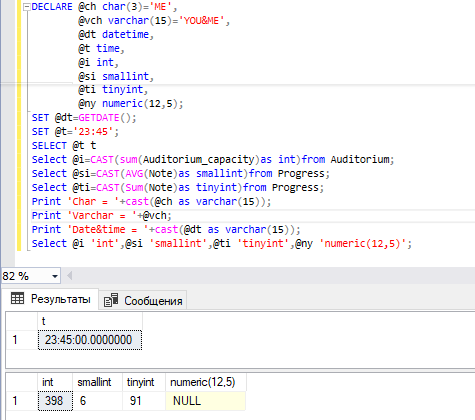 DECLARE @ch char(3)='ME',
@vch varchar(15)='YOU&ME',
@dt datetime,
@t time,
@i int,
@si smallint,
@ti tinyint,
@ny numeric(12,5);
SET @dt=GETDATE();
SET @t='23:45';
SELECT @t t
Select @i=CAST(sum(Auditorium_capacity)as int)from Auditorium;
Select @si=CAST(AVG(Note)as smallint)from Progress;
Select @ti=CAST(Sum(Note)as tinyint)from Progress;
Print 'Char = '+cast(@ch as varchar(15));
Print 'Varchar = '+@vch;
Print 'Date&time = '+cast(@dt as varchar(15));
Select @i 'int',@si 'smallint',@ti 'tinyint',@ny 'numeric(12,5)';
82 %
Результаты Сообщения
t
1 23:45:00.0000000
int smallint tinyint numeric(12,5)
1 398 6 91 NULL